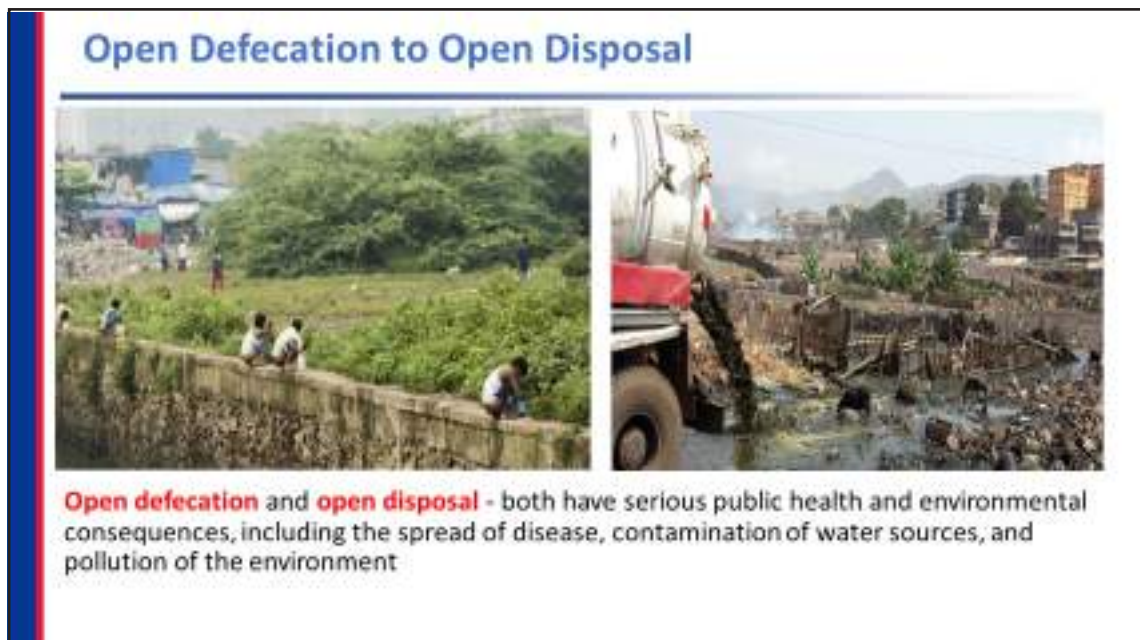 Open Defecation to Open Disposal
Open defecation and open disposal - both have serious public health and environmental
consequences, including the spread of disease, contamination of water sources, and
pollution of the environment